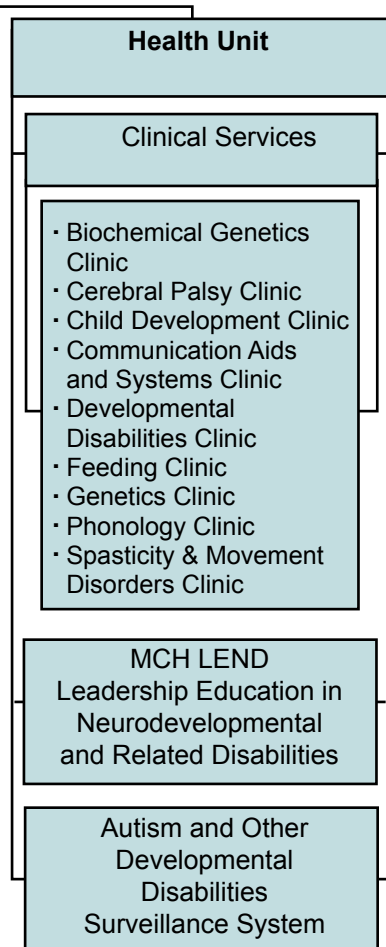 Health Unit
Clinical Services
· Biochemical Genetics
Clinic
· Cerebral Palsy Clinic
· Child Development Clinic
· Communication Aids
and Systems Clinic
· Developmental
Disabilities Clinic
· Feeding Clinic
· Genetics Clinic
· Phonology Clinic
· Spasticity & Movement
Disorders Clinic
MCH LEND
Leadership Education in
Neurodevelopmental
and Related Disabilities
Autism and Other
Developmental
Disabilities
Surveillance System